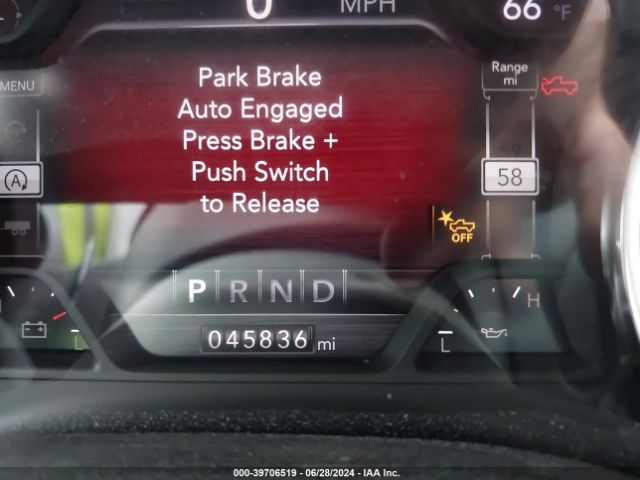 0 MPH 66 °F
MENU
Park Brake
Auto Engaged
Press Brake +
Push Switch
to Release
Range
mi
A
58
OFF
P R N D
H
L
045836 mi
L
000-39706519 - 06/28/2024 - IAA Inc.